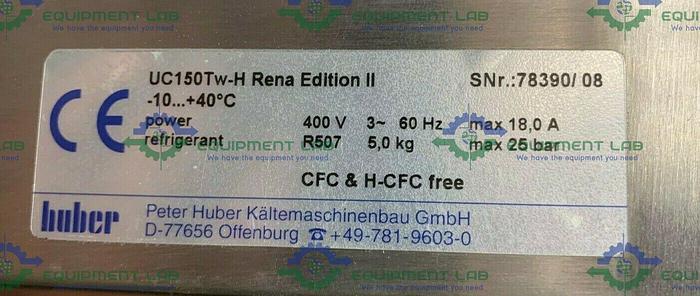 UC150Tw-H Rena Edition II SNr.:78390/ 08
-10...+40°C
power 400 V 3~ 60 Hz max 18,0 A
refrigerant R507 5,0 kg max 25 bar
CFC & H-CFC free
CE
huber Peter Huber Kältemaschinenbau GmbH
D-77656 Offenburg ☎+49-781-9603-0
EQUIPMENT LAB
We have the equipment you need